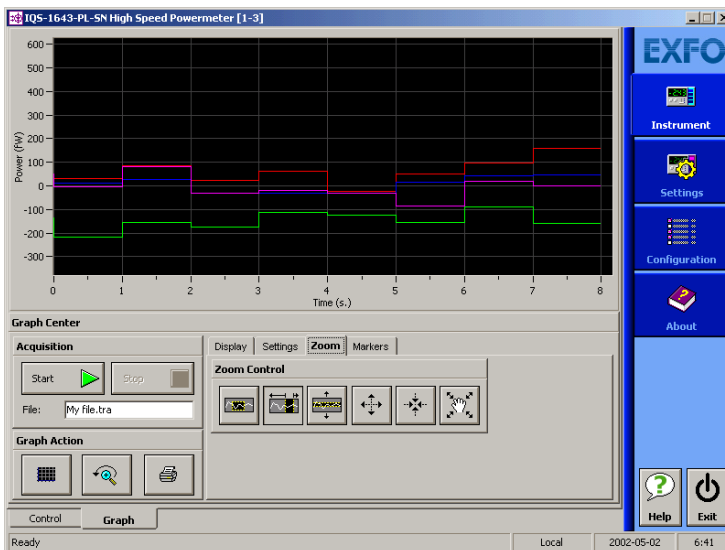 IQS-1643-PL-SN High Speed Powermeter [1-3]
EXFO
Instrument
Settings
Configuration
About
Power (fW)
600
500
400
300
200
100
0
-100
-200
-300
0 1 2 3 4 5 6 7 8
Time (s.)
Graph Center
Acquisition
Start
Stop
File: My file.tra
Graph Action
Display Settings Zoom Markers
Zoom Control
Control Graph
Help Exit
Ready Local 2002-05-02 6:41